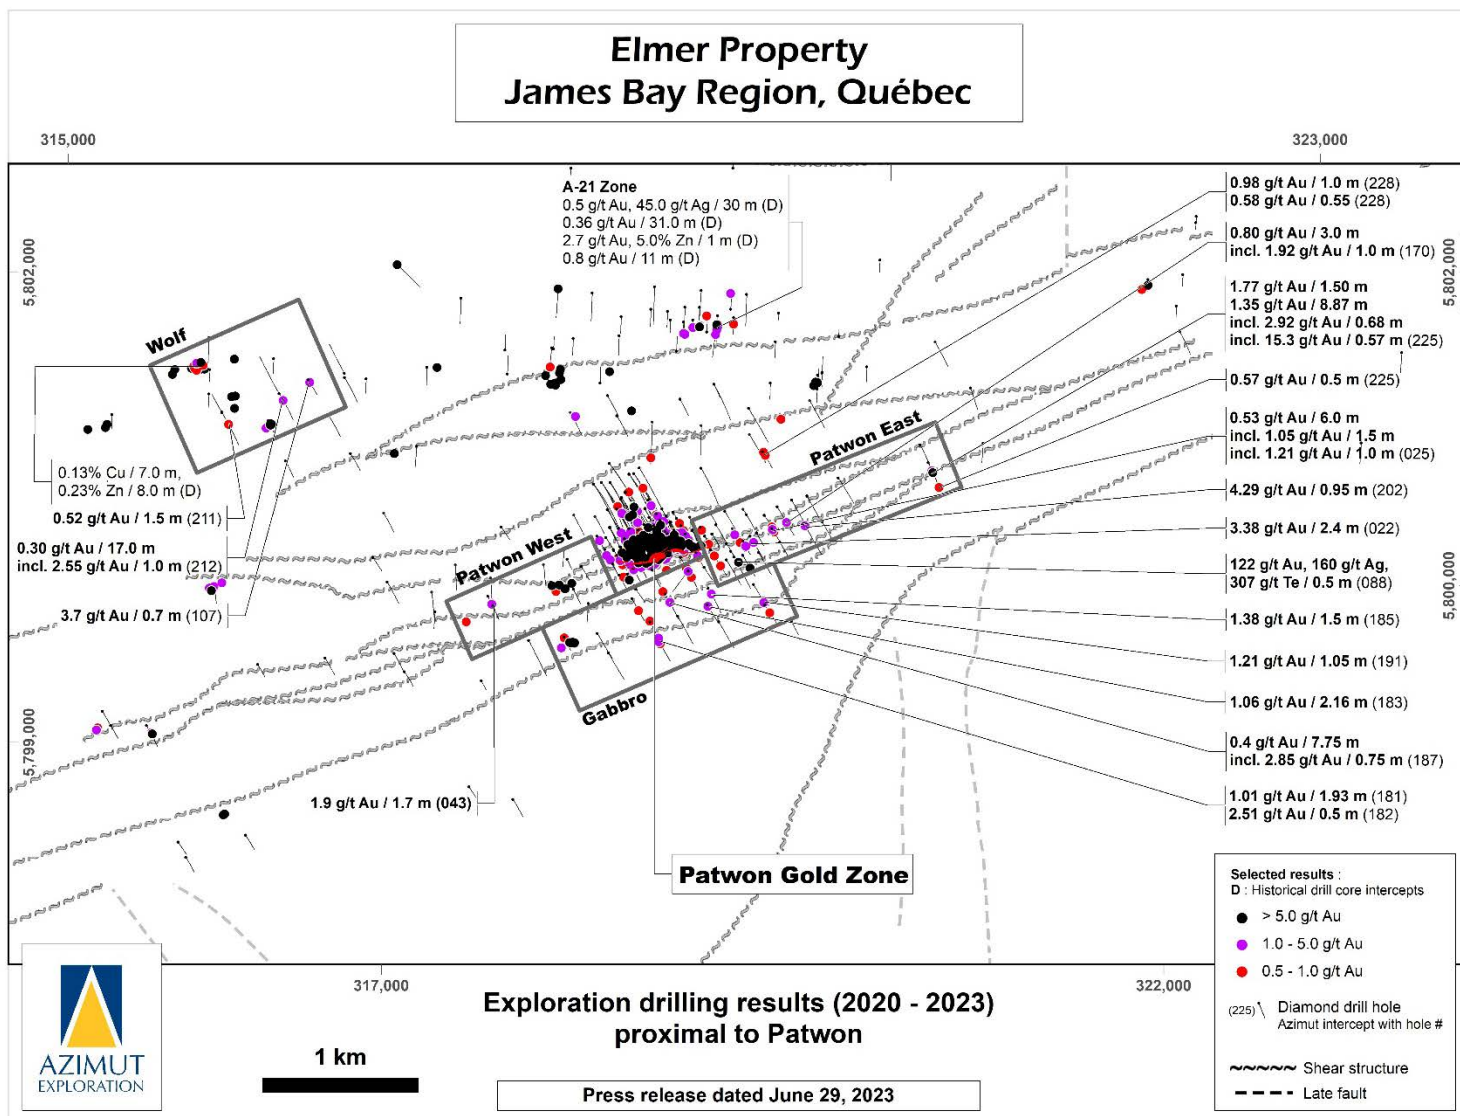 Elmer Property
James Bay Region, Québec
315,000
323,000
5,802,000
5,802,000
A-21 Zone
0.5 g/t Au, 45.0 g/t Ag / 30 m (D)
0.36 g/t Au / 31.0 m (D)
2.7 g/t Au, 5.0% Zn / 1 m (D)
0.8 g/t Au / 11 m (D)
0.98 g/t Au / 1.0 m (228)
0.58 g/t Au / 0.55 (228)
0.80 g/t Au / 3.0 m
incl. 1.92 g/t Au / 1.0 m (170)
1.77 g/t Au / 1.50 m
1.35 g/t Au / 8.87 m
incl. 2.92 g/t Au / 0.68 m
incl. 15.3 g/t Au / 0.57 m (225)
0.57 g/t Au / 0.5 m (225)
0.53 g/t Au / 6.0 m
incl. 1.05 g/t Au / 1.5 m
incl. 1.21 g/t Au / 1.0 m (025)
4.29 g/t Au / 0.95 m (202)
3.38 g/t Au / 2.4 m (022)
122 g/t Au, 160 g/t Ag,
307 g/t Te / 0.5 m (088)
1.38 g/t Au / 1.5 m (185)
1.21 g/t Au / 1.05 m (191)
1.06 g/t Au / 2.16 m (183)
0.4 g/t Au / 7.75 m
incl. 2.85 g/t Au / 0.75 m (187)
1.01 g/t Au / 1.93 m (181)
2.51 g/t Au / 0.5 m (182)
Wolf
Patwon East
Patwon West
Gabbro
0.13% Cu / 7.0 m,
0.23% Zn / 8.0 m (D)
0.52 g/t Au / 1.5 m (211)
0.30 g/t Au / 17.0 m
incl. 2.55 g/t Au / 1.0 m (212)
3.7 g/t Au / 0.7 m (107)
5,800,000
5,799,000
1.9 g/t Au / 1.7 m (043)
Patwon Gold Zone
Selected results :
D : Historical drill core intercepts
> 5.0 g/t Au
1.0 - 5.0 g/t Au
0.5 - 1.0 g/t Au
(225) Diamond drill hole
Azimut intercept with hole #
Shear structure
Late fault
317,000
322,000
AZIMUT
EXPLORATION
1 km
Exploration drilling results (2020 - 2023)
proximal to Patwon
Press release dated June 29, 2023